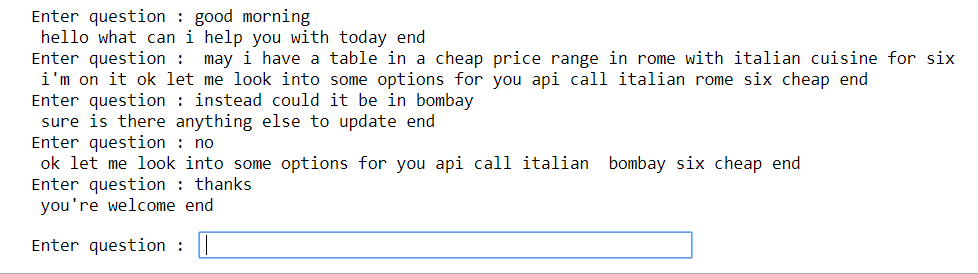 Enter question : good morning
hello what can i help you with today end
Enter question :  may i have a table in a cheap price range in rome with italian cuisine for six
i'm on it ok let me look into some options for you api call italian rome six cheap end
Enter question : instead could it be in bombay
sure is there anything else to update end
Enter question : no
ok let me look into some options for you api call italian  bombay six cheap end
Enter question : thanks
you're welcome end
Enter question :